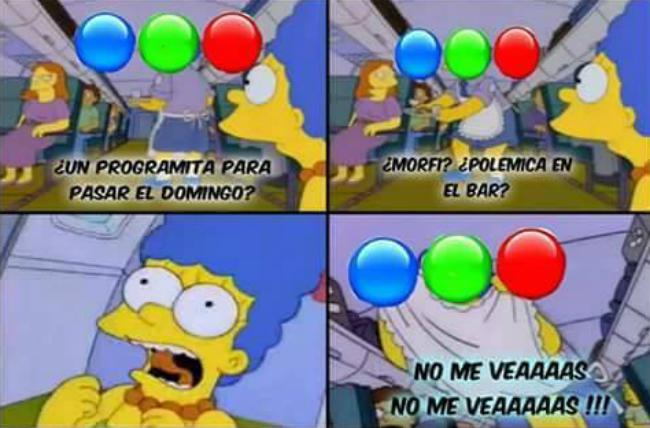 ¿UN PROGRAMITA PARA
PASAR EL DOMINGO?
¿MORFI? ¿POLEMICA EN
EL BAR?
NO ME VEAAAAS
NO ME VEAAAAAS !!!